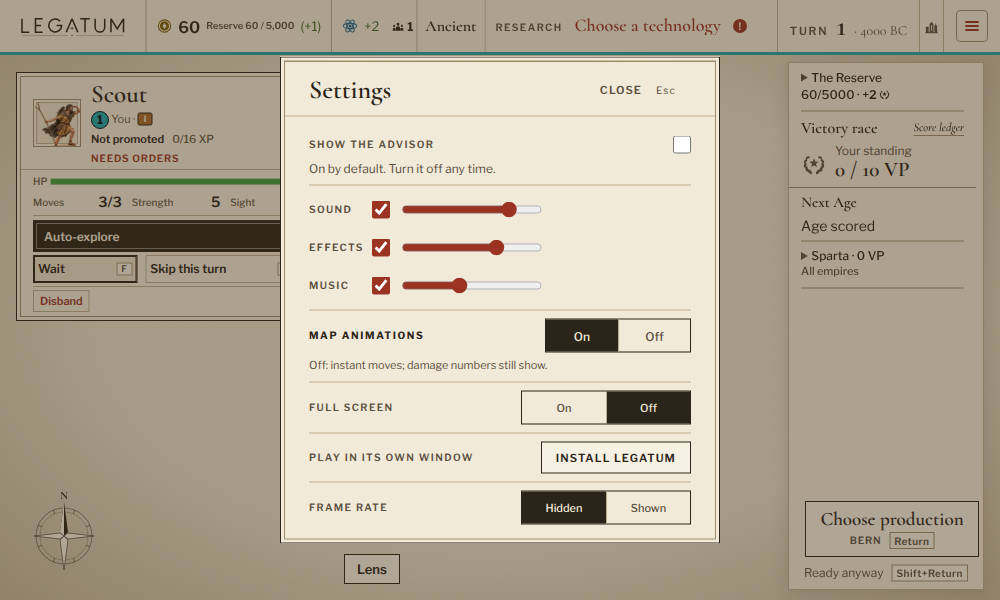 LEGATUM
60 Reserve 60 / 5,000 (+1)
+2
1
Ancient
RESEARCH Choose a technology !
TURN 1 · 4000 BC
Scout
1 You · I
Not promoted 0/16 XP
NEEDS ORDERS
HP
Moves 3/3 Strength 5 Sight
Auto-explore
Wait F
Skip this turn
Disband
N
Settings
CLOSE Esc
SHOW THE ADVISOR
On by default. Turn it off any time.
SOUND
EFFECTS
MUSIC
MAP ANIMATIONS On Off
Off: instant moves; damage numbers still show.
FULL SCREEN On Off
PLAY IN ITS OWN WINDOW INSTALL LEGATUM
FRAME RATE Hidden Shown
Lens
The Reserve
60/5000 · +2
Victory race Score ledger
Your standing
0 / 10 VP
Next Age
Age scored
Sparta · 0 VP
All empires
Choose production
BERN Return
Ready anyway Shift+Return